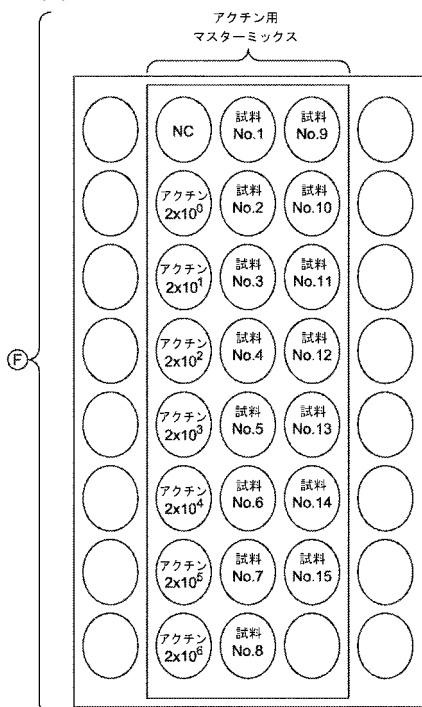 アクチン用
マスターミックス
NC
試料
No.1
試料
No.9
アクチン
2x10⁰
試料
No.2
試料
No.10
アクチン
2x10¹
試料
No.3
試料
No.11
アクチン
2x10²
試料
No.4
試料
No.12
Ⓕ
アクチン
2x10³
試料
No.5
試料
No.13
アクチン
2x10⁴
試料
No.6
試料
No.14
アクチン
2x10⁵
試料
No.7
試料
No.15
アクチン
2x10⁶
試料
No.8